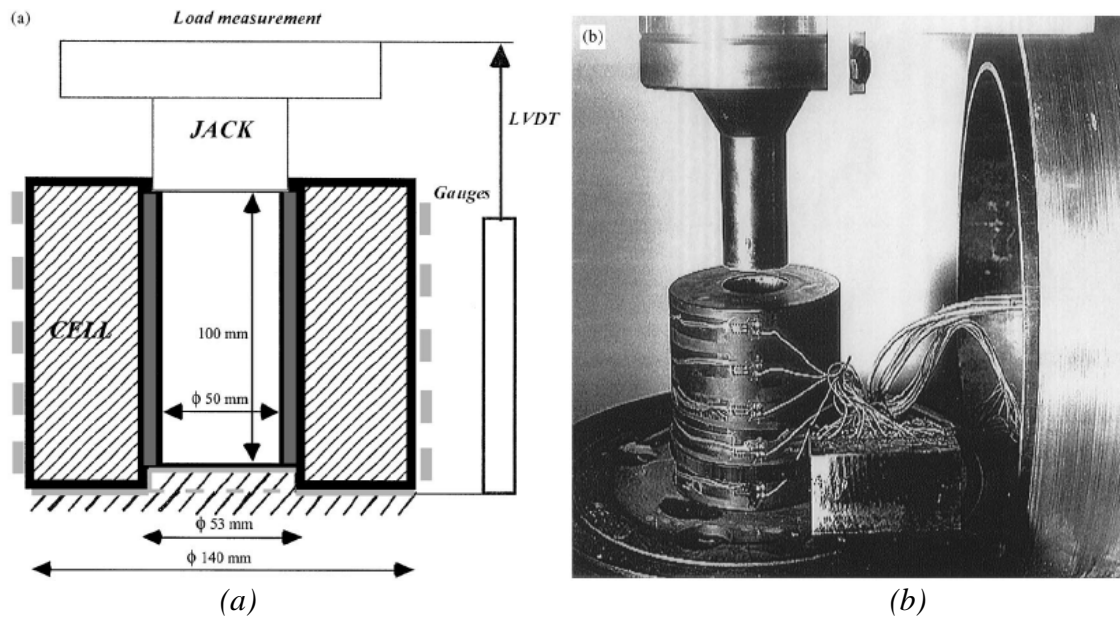 (a)
Load measurement
JACK
LVDT
Gauges
CELL
100 mm
ϕ 50 mm
ϕ 53 mm
ϕ 140 mm
(a)
(b)
(b)